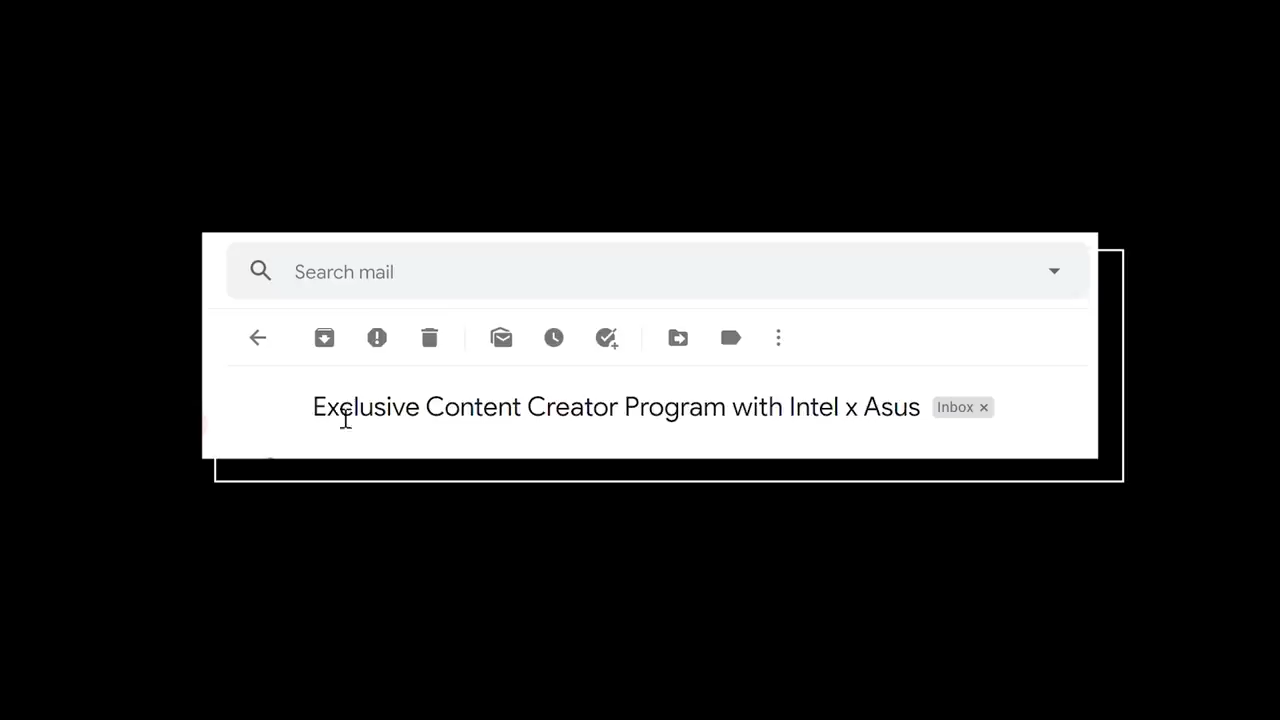 Search mail
Exclusive Content Creator Program with Intel x Asus Inbox ×